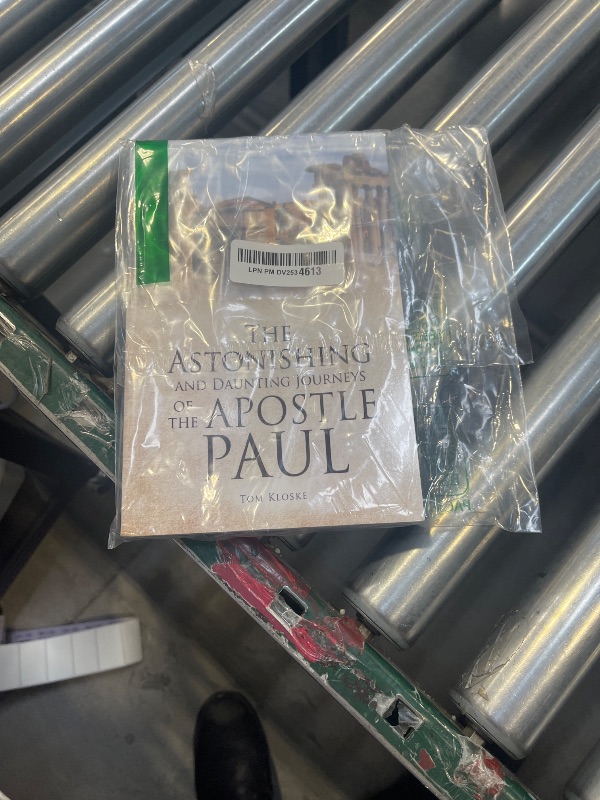 LPN PM DV2534613
THE
ASTONISHING
AND DAUNTING JOURNEYS
OF THE APOSTLE
PAUL
TOM KLOSKE